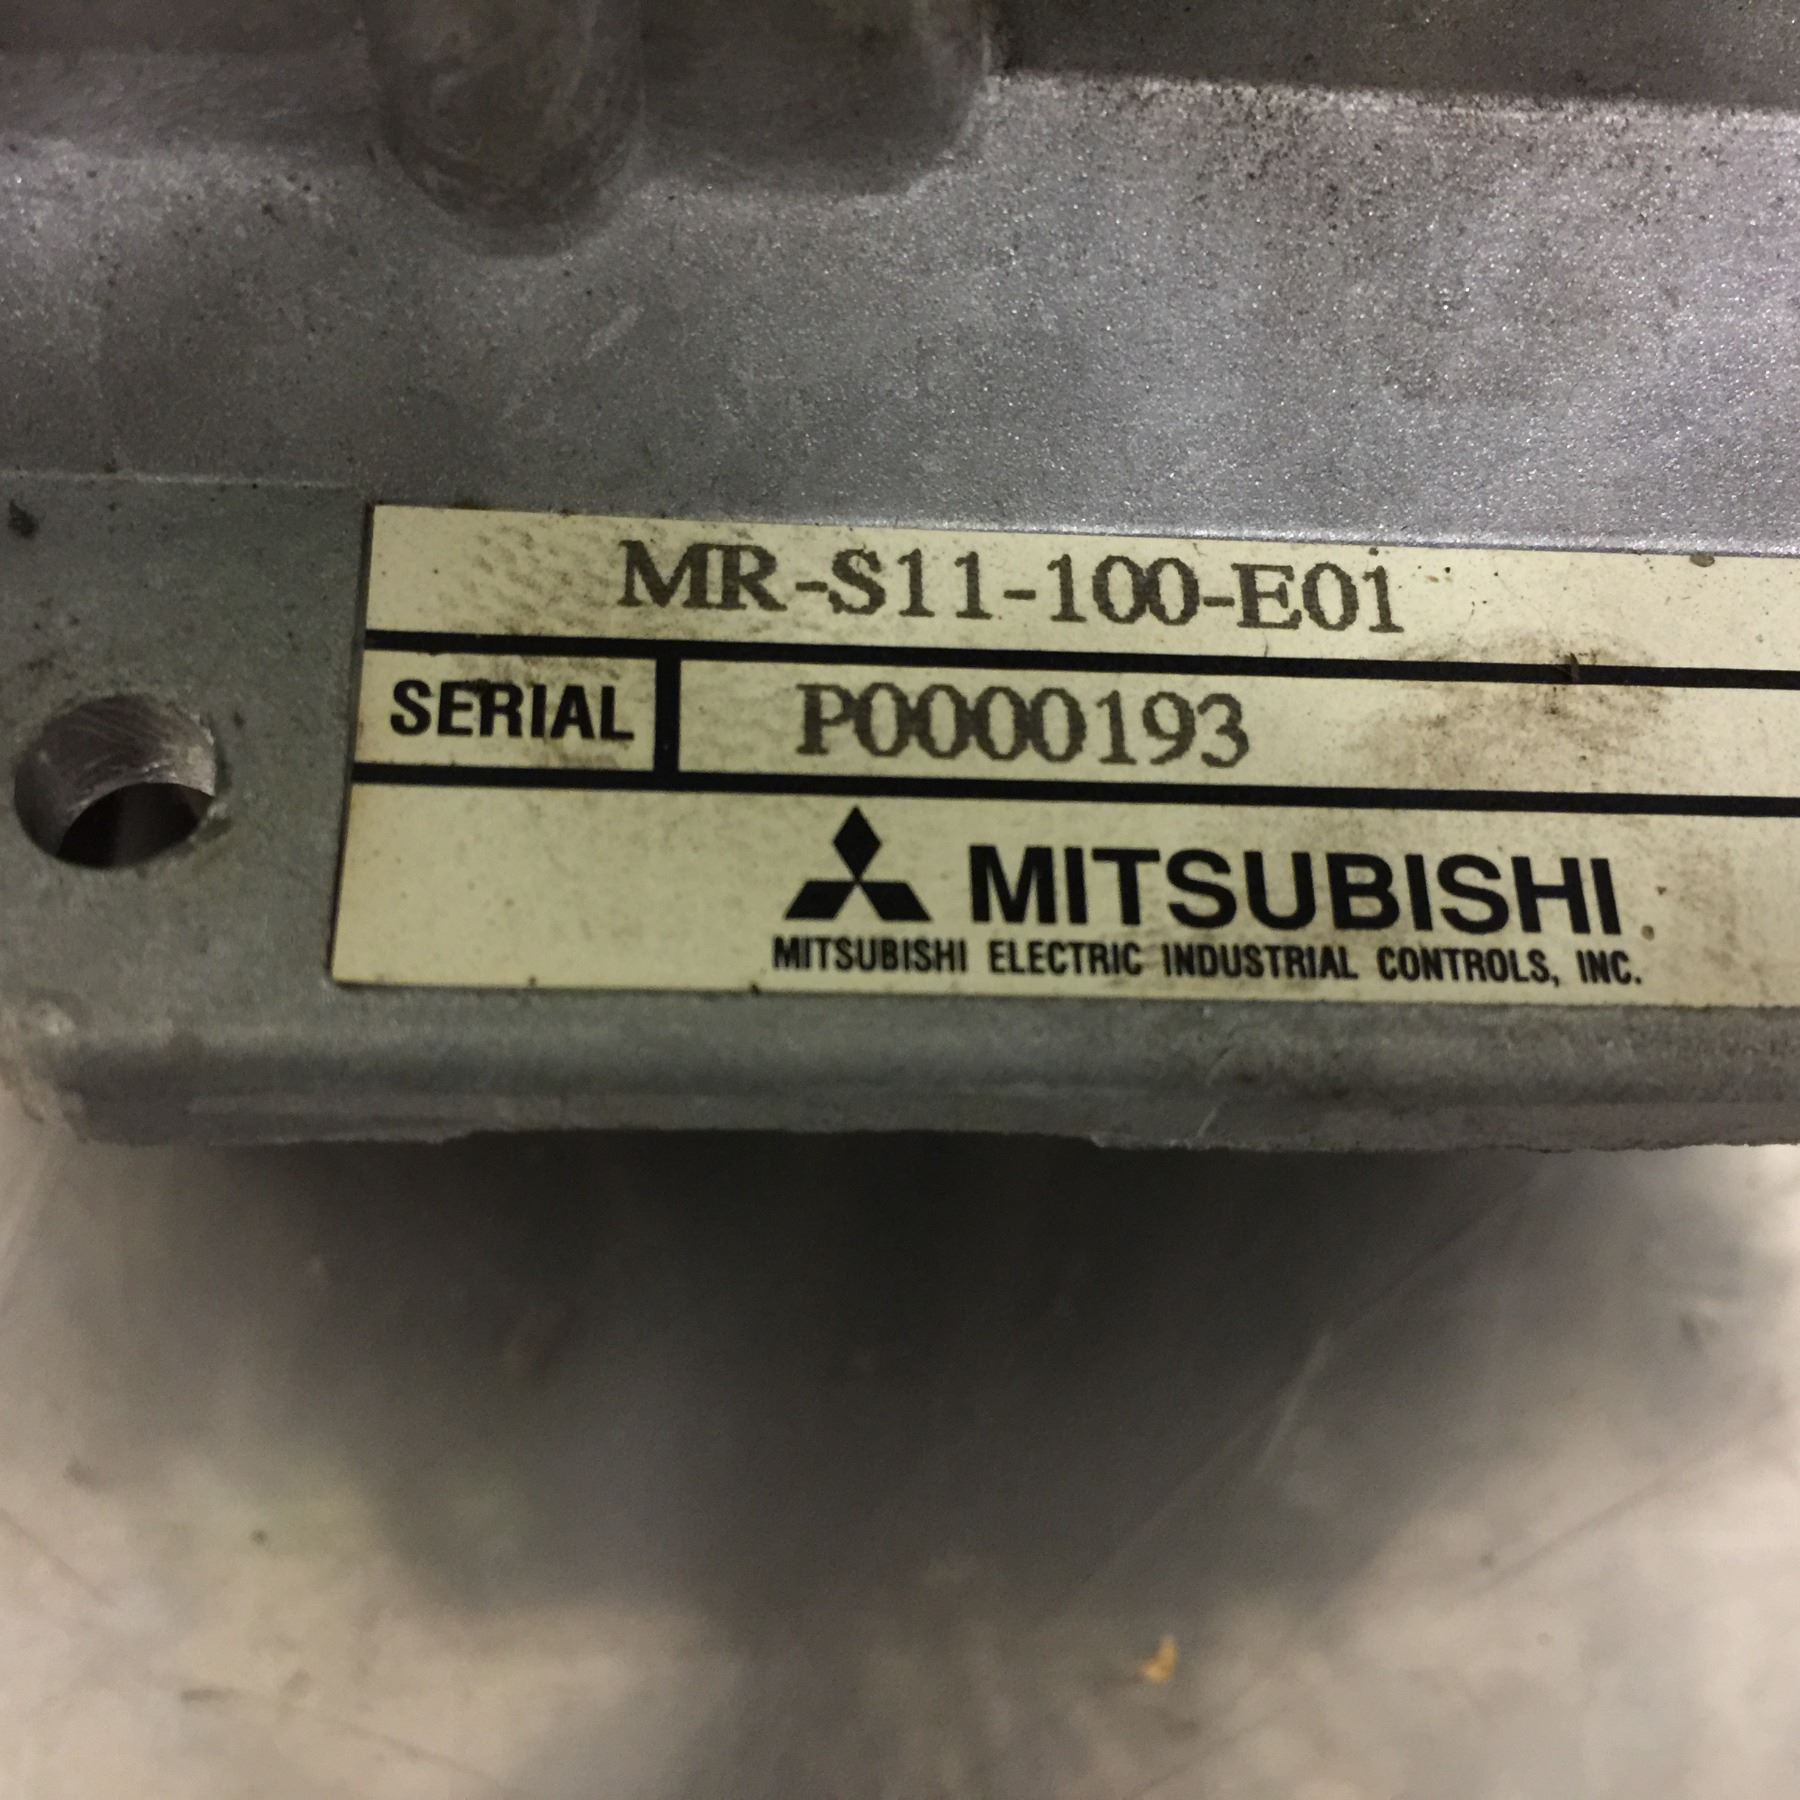 MR-S11-100-E01
SERIAL P0000193
MITSUBISHI
MITSUBISHI ELECTRIC INDUSTRIAL CONTROLS, INC.